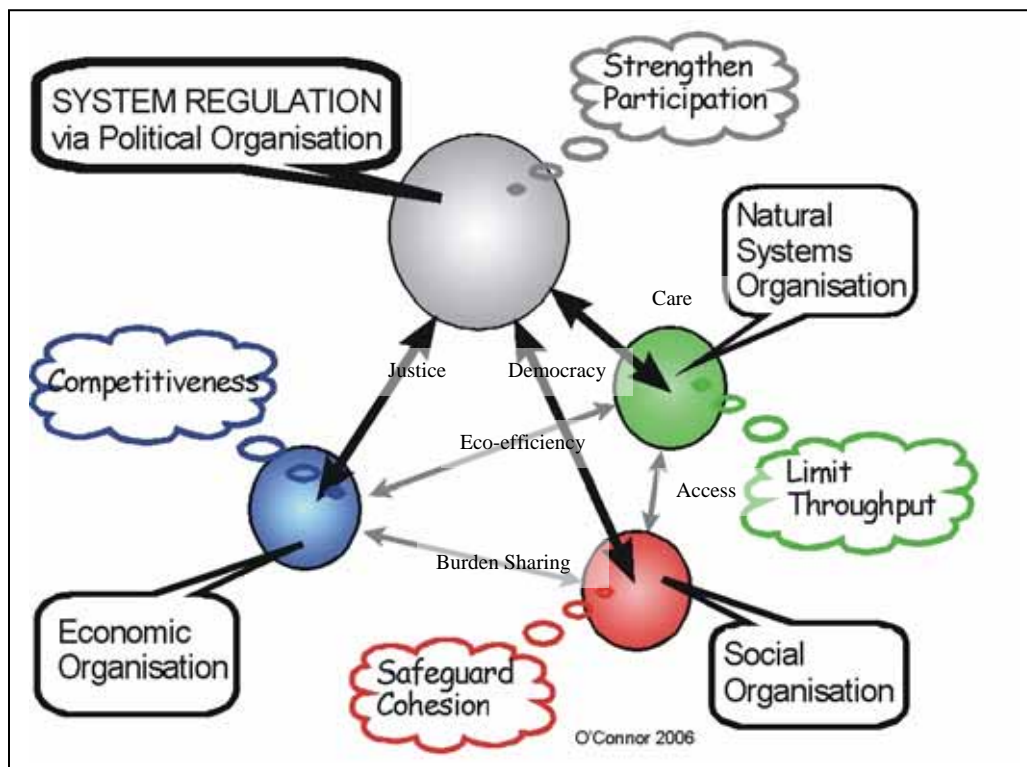 Strengthen
Participation
SYSTEM REGULATION
via Political Organisation
Natural
Systems
Organisation
Care
Competitiveness
Justice
Democracy
Eco-efficiency
Access
Limit
Throughput
Burden Sharing
Economic
Organisation
Safeguard
Cohesion
Social
Organisation
O'Connor 2006